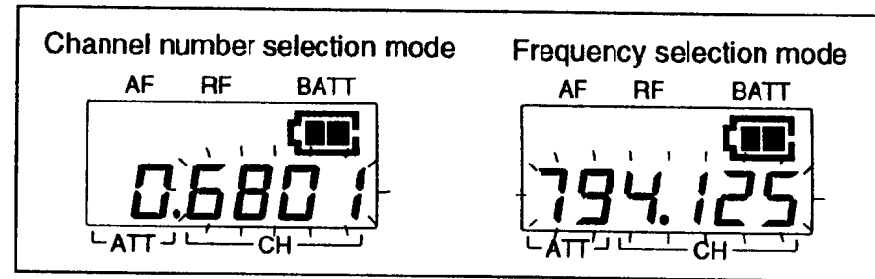 Channel number selection mode
AF RF BATT
0.6801
ATT CH
Frequency selection mode
AF RF BATT
794.125
ATT CH